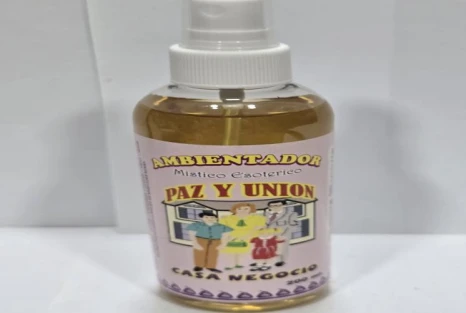 AMBIENTADOR
Mistico Esoterico
PAZ Y UNION
CASA NEGOCIO